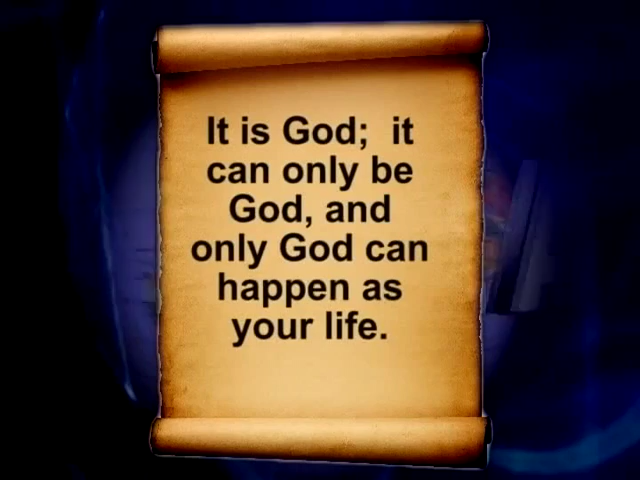 It is God;  it
can only be
God, and
only God can
happen as
your life.